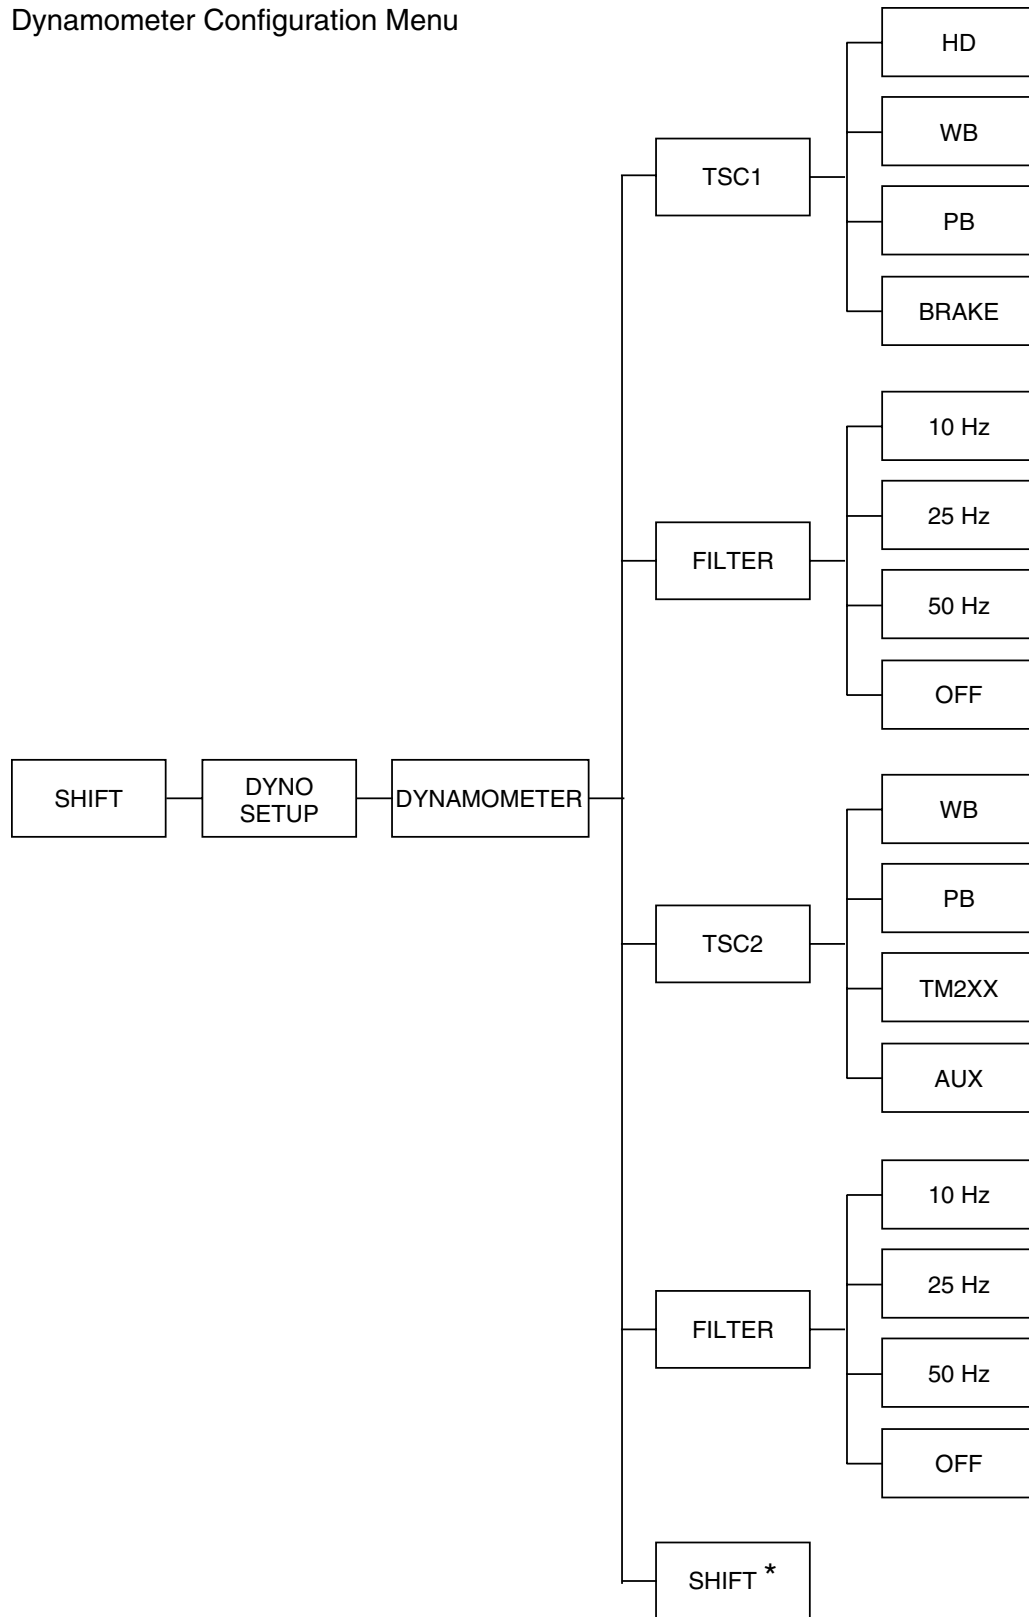 Dynamometer Configuration Menu
HD
WB
TSC1
PB
BRAKE
10 Hz
25 Hz
FILTER
50 Hz
OFF
SHIFT
DYNO
SETUP
DYNAMOMETER
WB
PB
TSC2
TM2XX
AUX
10 Hz
25 Hz
FILTER
50 Hz
OFF
SHIFT *